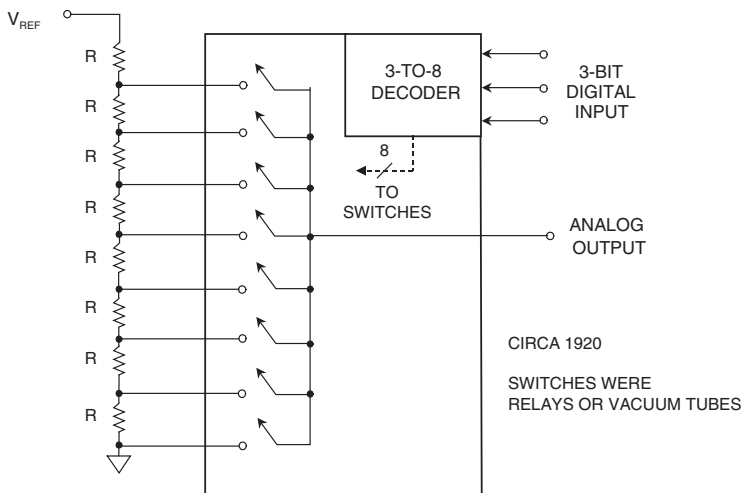 V_REF
R
R
R
R
R
R
R
R
3-TO-8
DECODER
3-BIT
DIGITAL
INPUT
8
TO
SWITCHES
ANALOG
OUTPUT
CIRCA 1920
SWITCHES WERE
RELAYS OR VACUUM TUBES